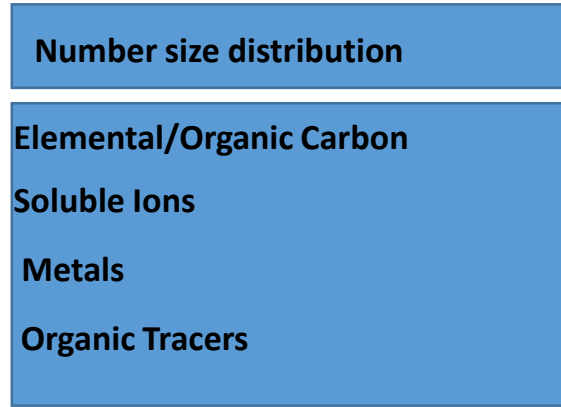 Number size distribution
Elemental/Organic Carbon
Soluble Ions
Metals
Organic Tracers